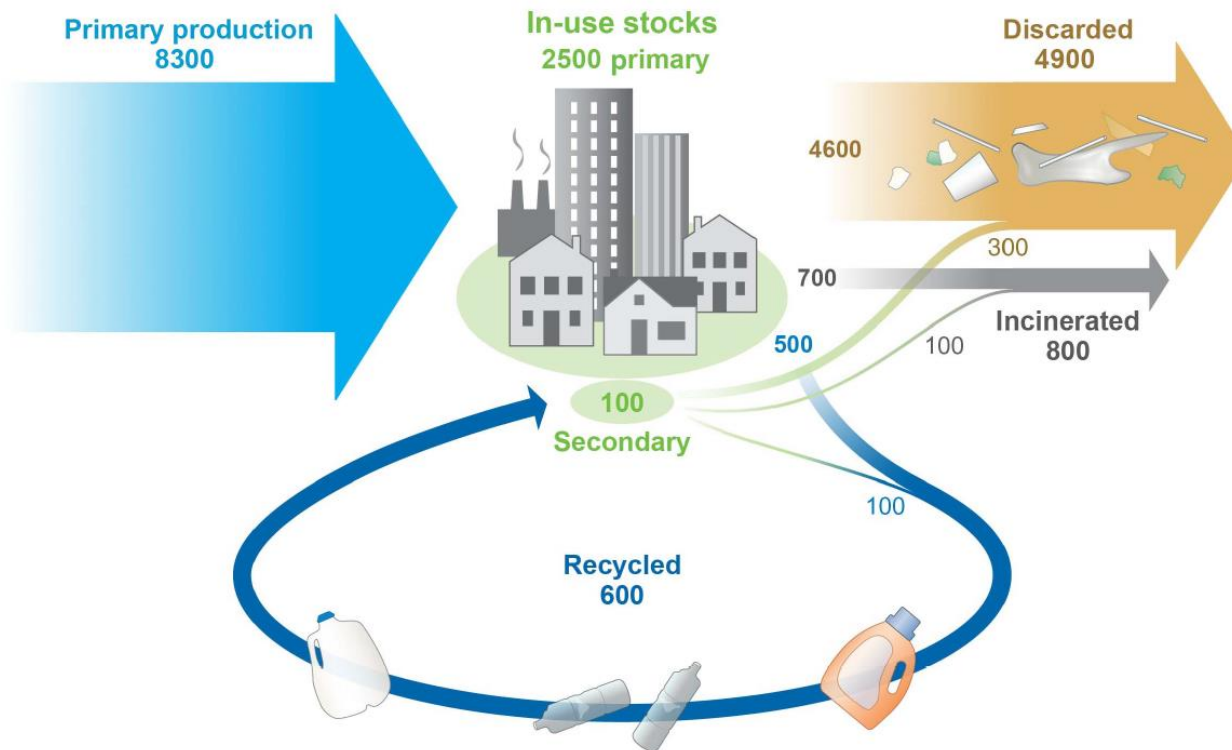 Primary production
8300
In-use stocks
2500 primary
Discarded
4900
4600
300
700
Incinerated
800
500
100
100
Secondary
100
Recycled
600